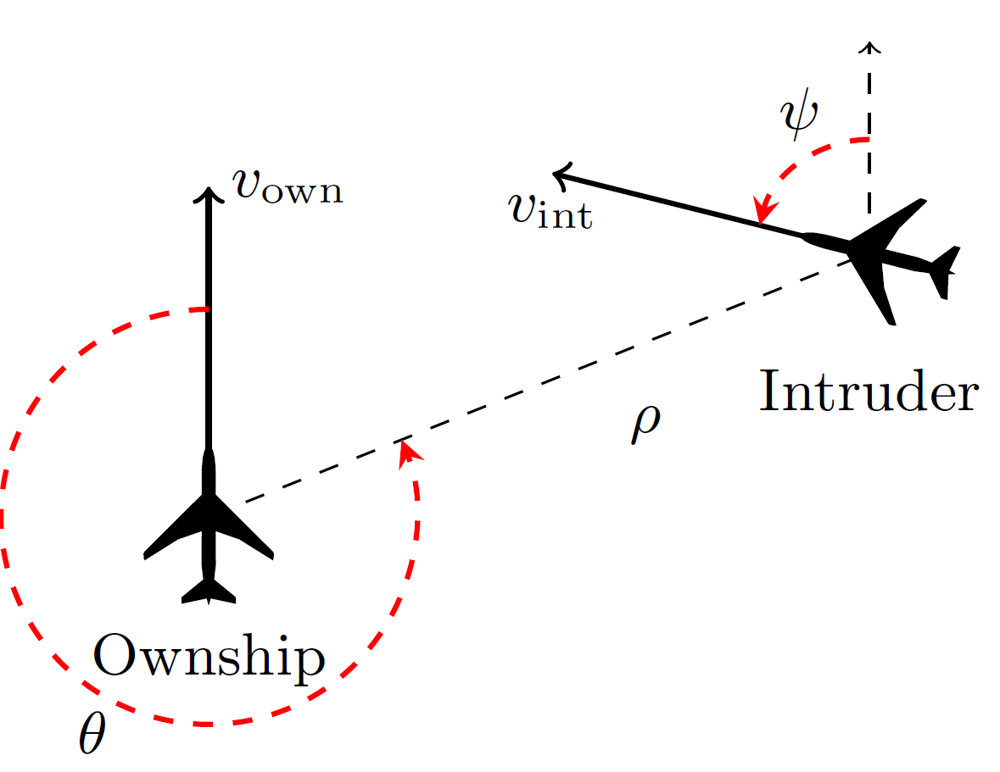 ψ
v_own
v_int
Intruder
ρ
Ownship
θ